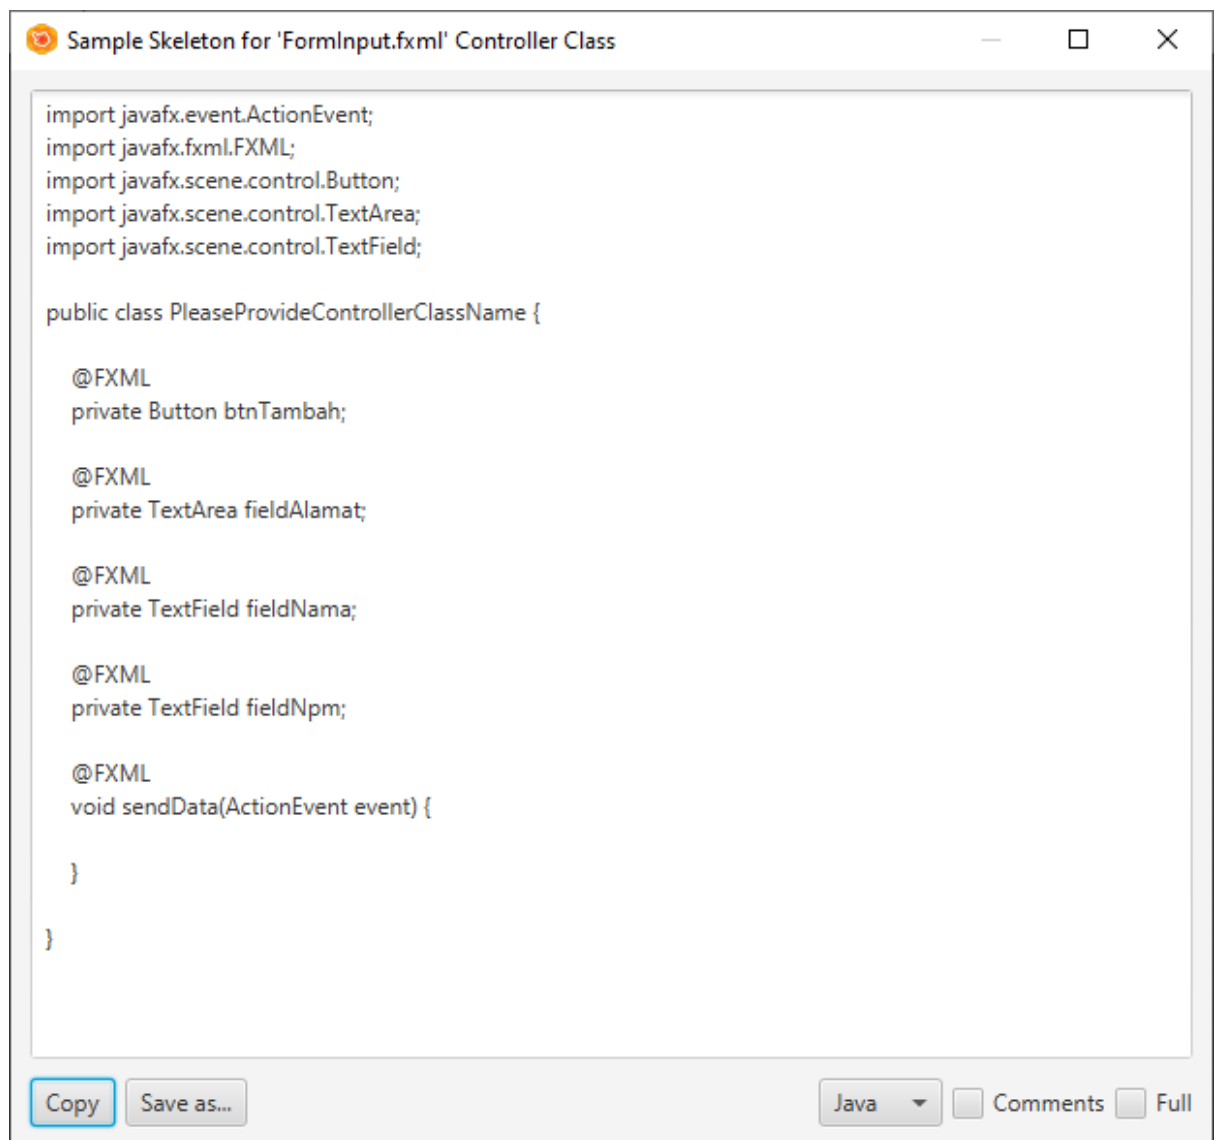 Sample Skeleton for 'FormInput.fxml' Controller Class
import javafx.event.ActionEvent;
import javafx.fxml.FXML;
import javafx.scene.control.Button;
import javafx.scene.control.TextArea;
import javafx.scene.control.TextField;
public class PleaseProvideControllerClassName {
@FXML
private Button btnTambah;
@FXML
private TextArea fieldAlamat;
@FXML
private TextField fieldNama;
@FXML
private TextField fieldNpm;
@FXML
void sendData(ActionEvent event) {
}
}
Copy Save as... Java Comments Full